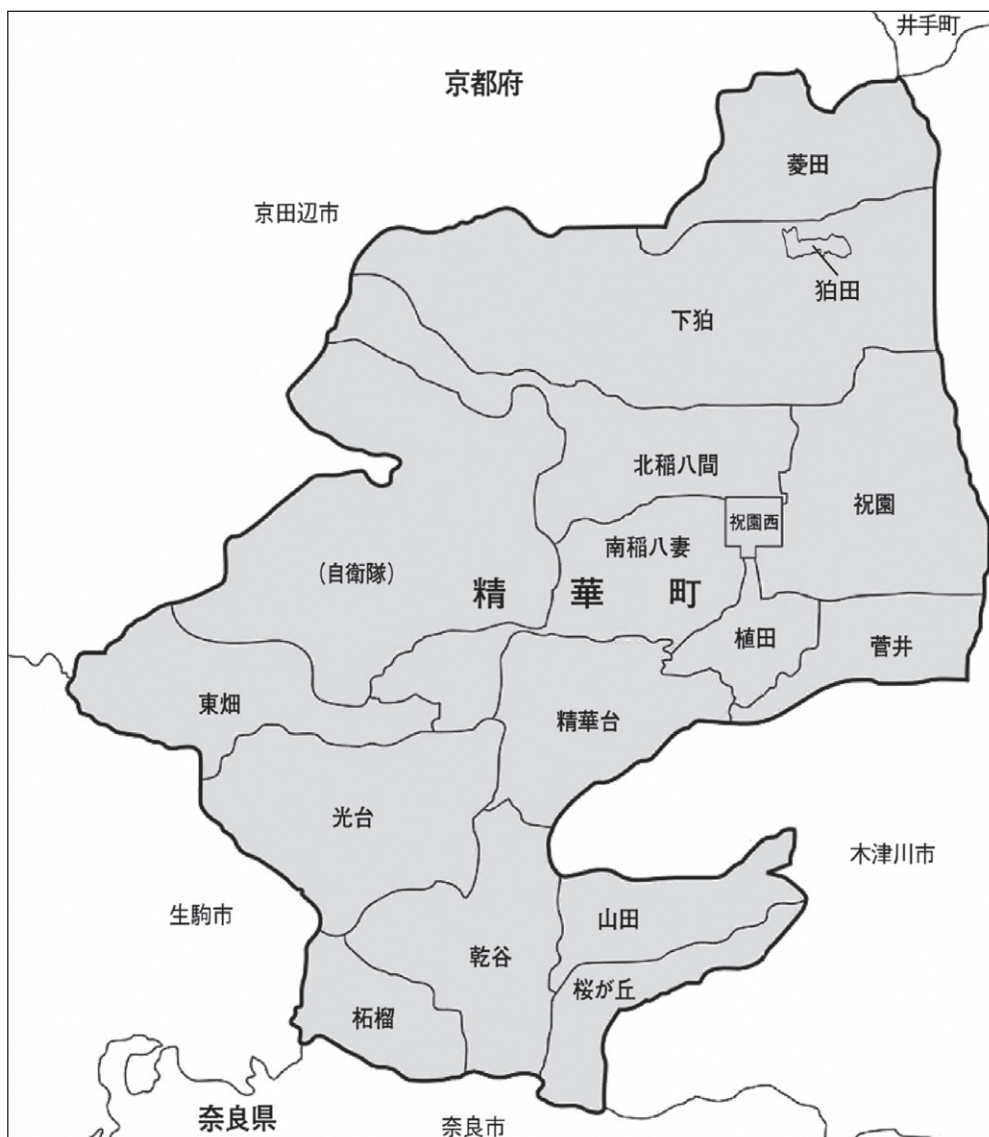 井手町
京都府
菱田
京田辺市
狛田
下狛
北稲八間
祝園
祝園西
南稲八妻
(自衛隊)
精華町
植田
菅井
東畑
精華台
光台
木津川市
生駒市
山田
乾谷
桜が丘
柘榴
奈良県
奈良市